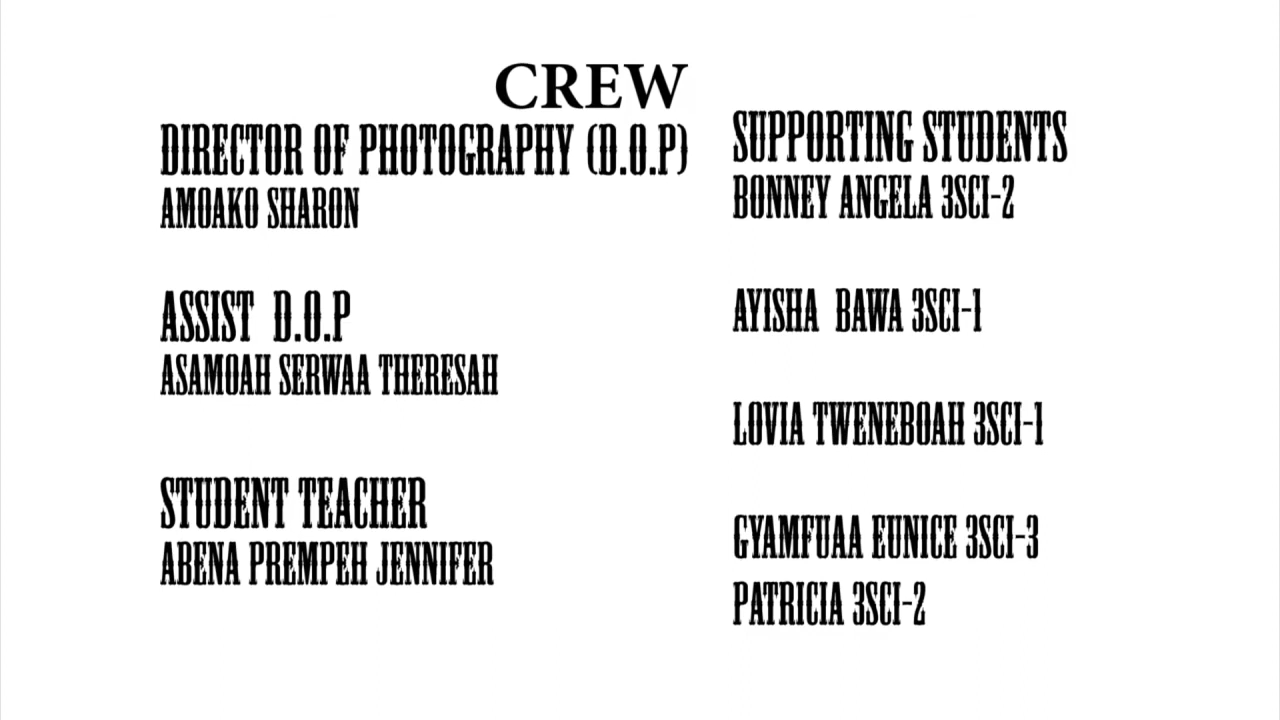 CREW
DIRECTOR OF PHOTOGRAPHY (D.O.P)
AMOAKO SHARON
ASSIST D.O.P
ASAMOAH SERWAA THERESAH
STUDENT TEACHER
ABENA PREMPEH JENNIFER
SUPPORTING STUDENTS
BONNEY ANGELA 3SCI-2
AYISHA BAWA 3SCI-1
LOVIA TWENEBOAH 3SCI-1
GYAMFUAA EUNICE 3SCI-3
PATRICIA 3SCI-2